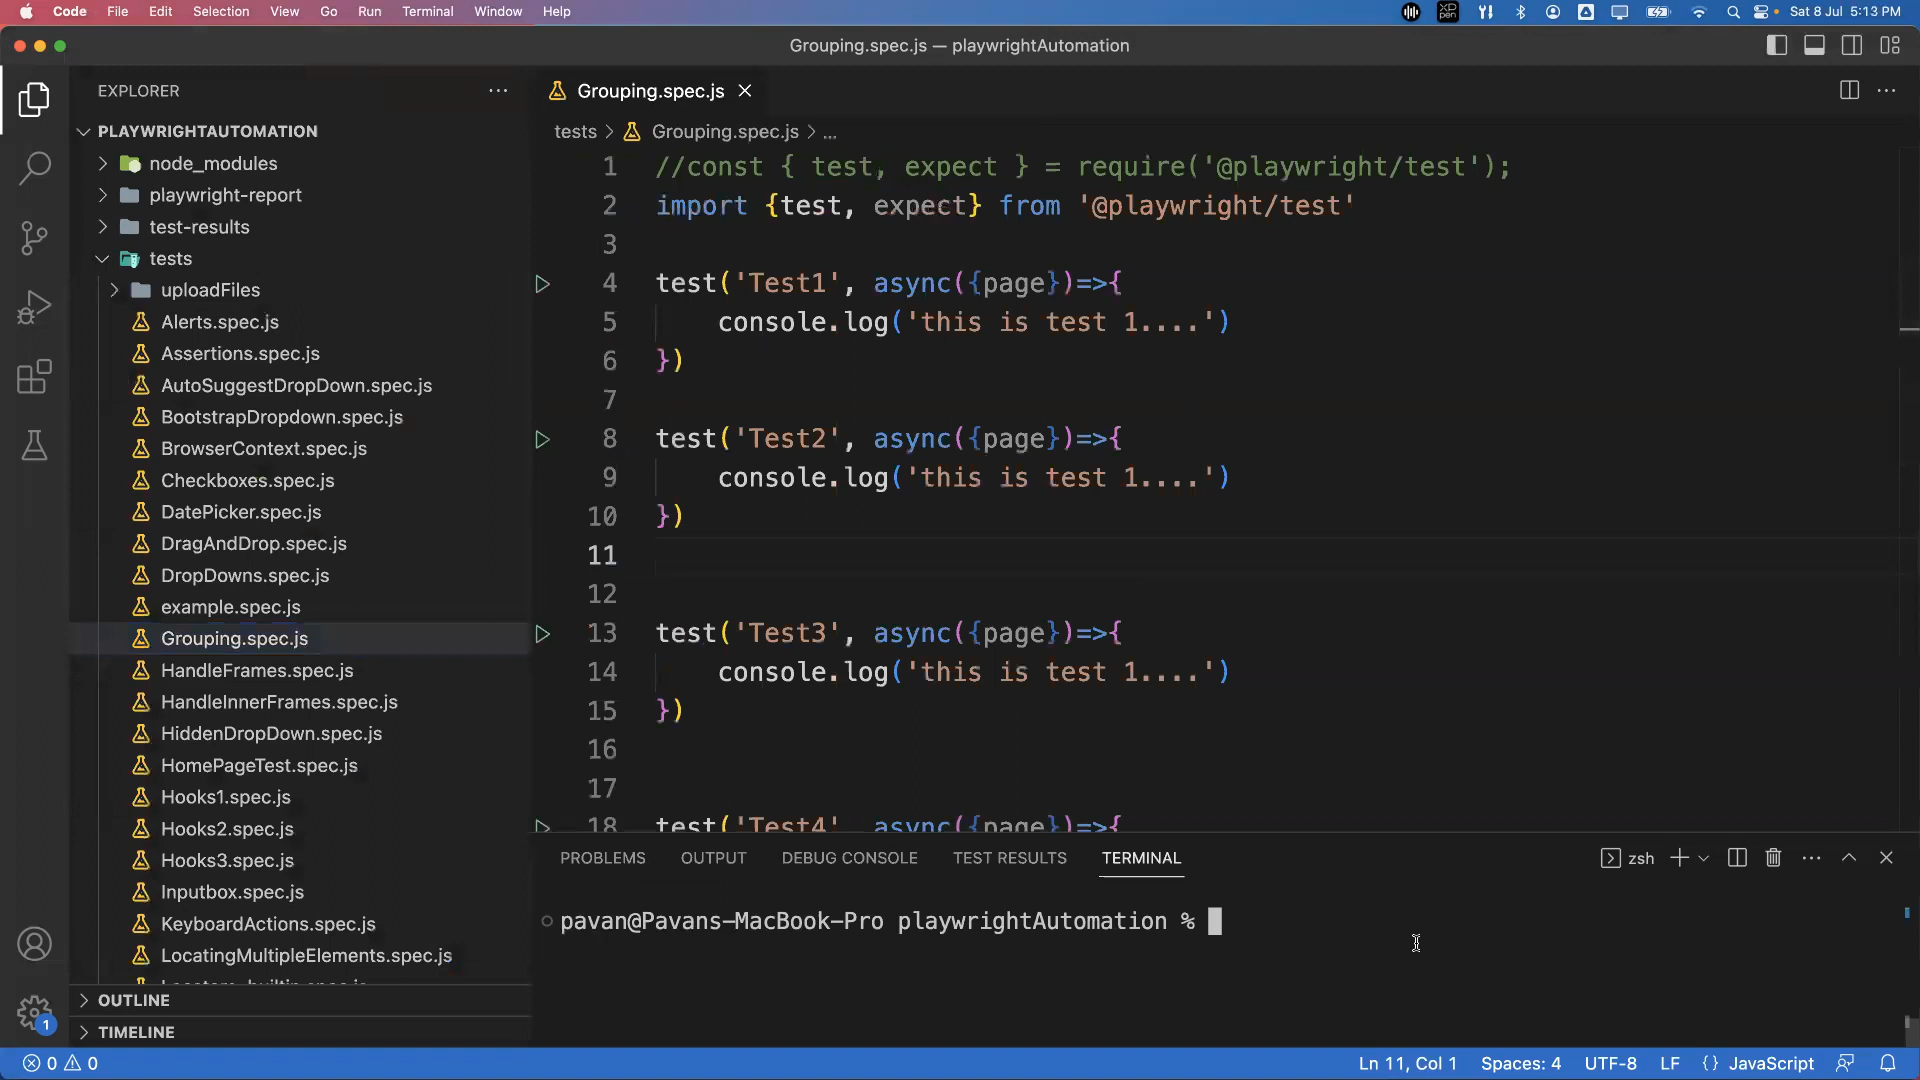 Code File Edit Selection View Go Run Terminal Window Help Sat 8 Jul 5:13 PM
Grouping.spec.js — playwrightAutomation
EXPLORER
PLAYWRIGHTAUTOMATION
node_modules
playwright-report
test-results
tests
uploadFiles
Alerts.spec.js
Assertions.spec.js
AutoSuggestDropDown.spec.js
BootstrapDropdown.spec.js
BrowserContext.spec.js
Checkboxes.spec.js
DatePicker.spec.js
DragAndDrop.spec.js
DropDowns.spec.js
example.spec.js
Grouping.spec.js
HandleFrames.spec.js
HandleInnerFrames.spec.js
HiddenDropDown.spec.js
HomePageTest.spec.js
Hooks1.spec.js
Hooks2.spec.js
Hooks3.spec.js
Inputbox.spec.js
KeyboardActions.spec.js
LocatingMultipleElements.spec.js
OUTLINE
TIMELINE
Grouping.spec.js
tests > Grouping.spec.js > ...
1 //const { test, expect } = require('@playwright/test');
2 import {test, expect} from '@playwright/test'
3
4 test('Test1', async({page})=>{
5 console.log('this is test 1....')
6 })
7
8 test('Test2', async({page})=>{
9 console.log('this is test 1....')
10 })
11
12
13 test('Test3', async({page})=>{
14 console.log('this is test 1....')
15 })
16
17
18 test('Test4', async({page})=>{
PROBLEMS OUTPUT DEBUG CONSOLE TEST RESULTS TERMINAL zsh
pavan@Pavans-MacBook-Pro playwrightAutomation %
1
0 0 Ln 11, Col 1 Spaces: 4 UTF-8 LF {} JavaScript